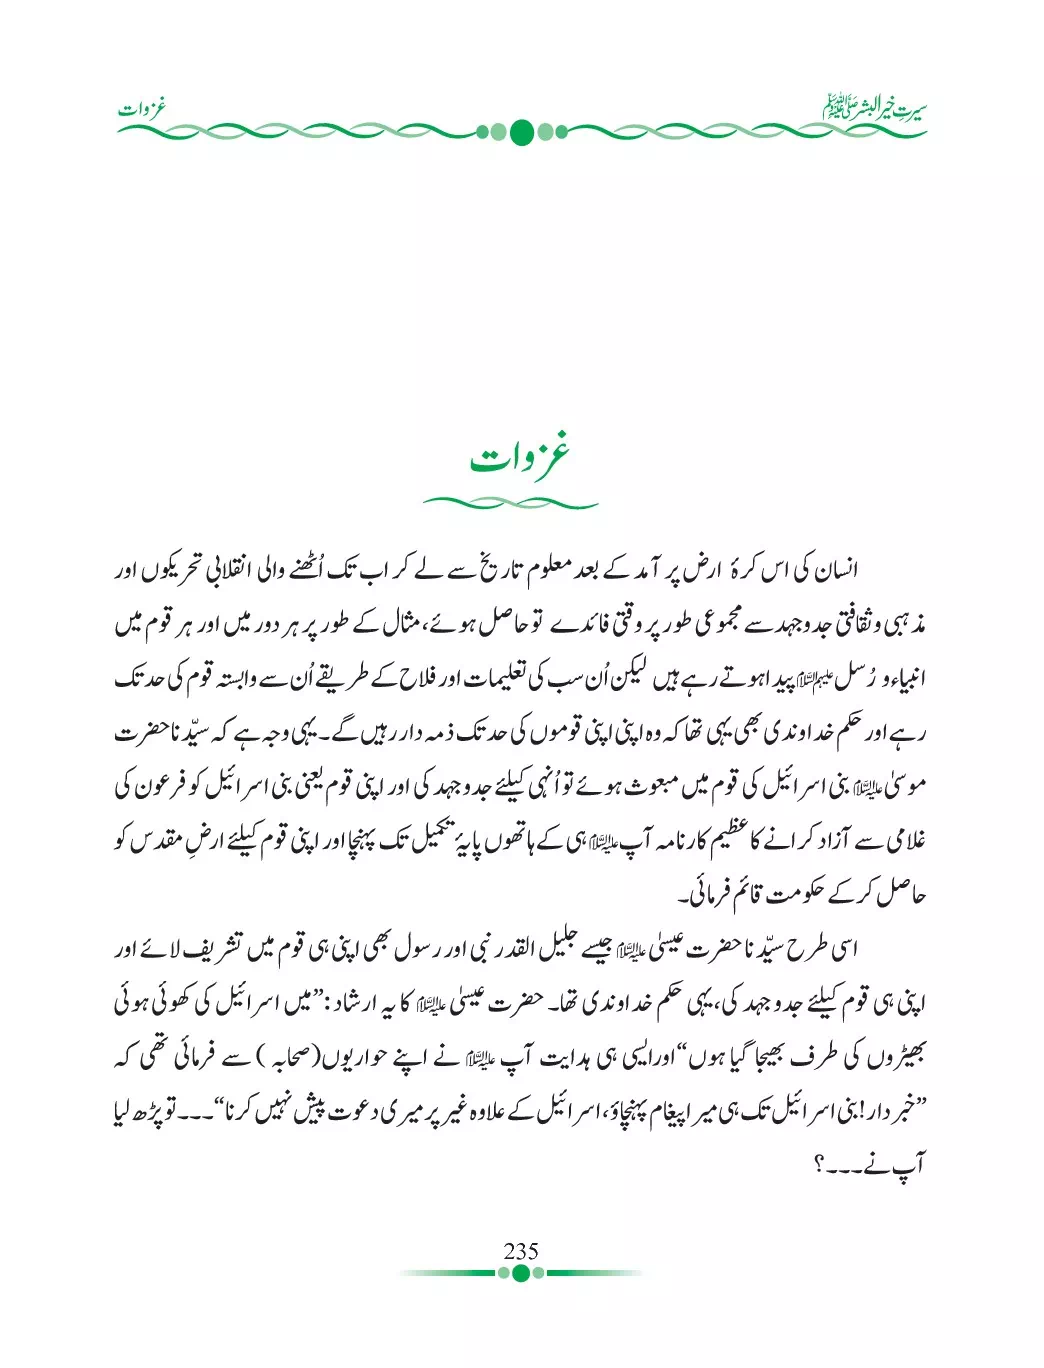 سیرتِ خیر البشر ﷺ
غزوات
غزوات
انسان کی اس کرۂ ارض پر آمد کے بعد معلوم تاریخ سے لے کر اب تک اُٹھنے والی انقلابی تحریکوں اور
مذہبی و ثقافتی جدوجہد سے مجموعی طور پر وقتی فائدے تو حاصل ہوئے، مثال کے طور پر ہر دور میں اور ہر قوم میں
انبیاء و رُسل علیہم السلام پیدا ہوتے رہے ہیں لیکن اُن سب کی تعلیمات اور فلاح کے طریقے اُن سے وابستہ قوم کی حد تک
رہے اور حکم خداوندی بھی یہی تھا کہ وہ اپنی اپنی قوموں کی حد تک ذمہ دار رہیں گے۔ یہی وجہ ہے کہ سیّدنا حضرت
موسیٰ علیہ السلام بنی اسرائیل کی قوم میں مبعوث ہوئے تو اُنہی کیلئے جدوجہد کی اور اپنی قوم یعنی بنی اسرائیل کو فرعون کی
غلامی سے آزاد کرانے کا عظیم کارنامہ آپ علیہ السلام ہی کے ہاتھوں پایۂ تکمیل تک پہنچا اور اپنی قوم کیلئے ارضِ مقدس کو
حاصل کر کے حکومت قائم فرمائی۔
اسی طرح سیّدنا حضرت عیسیٰ علیہ السلام جیسے جلیل القدر نبی اور رسول بھی اپنی ہی قوم میں تشریف لائے اور
اپنی ہی قوم کیلئے جدوجہد کی، یہی حکم خداوندی تھا۔ حضرت عیسیٰ علیہ السلام کا یہ ارشاد: ”میں اسرائیل کی کھوئی ہوئی
بھیڑوں کی طرف بھیجا گیا ہوں“ اور ایسی ہی ہدایت آپ علیہ السلام نے اپنے حواریوں (صحابہ) سے فرمائی تھی کہ
”خبردار! بنی اسرائیل تک ہی میرا پیغام پہنچاؤ، اسرائیل کے علاوہ غیر پر میری دعوت پیش نہیں کرنا“۔۔۔ تو پڑھ لیا
آپ نے۔۔۔؟
235